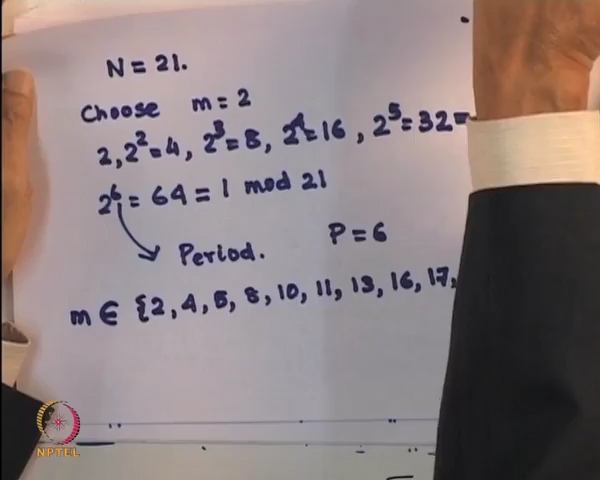 N = 21.
Choose m = 2
2, 2² = 4, 2³ = 8, 2⁴ = 16, 2⁵ = 32 =
2⁶ = 64 = 1 mod 21
Period. P = 6
m ∈ {2, 4, 5, 8, 10, 11, 13, 16, 17,
NPTEL